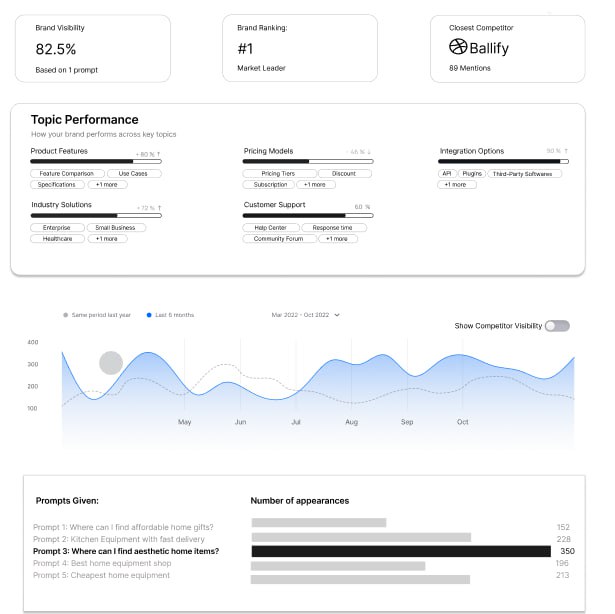 Brand Visibility
82.5%
Based on 1 prompt
Brand Ranking:
#1
Market Leader
Closest Competitor
Ballify
89 Mentions
Topic Performance
How your brand performs across key topics
Product Features
+ 80 % ↑
Feature Comparison
Use Cases
Specifications
+1 more
Pricing Models
- 46 % ↓
Pricing Tiers
Discount
Subscription
+1 more
Integration Options
90 % ↑
API
Plugins
Third-Party Softwares
+1 more
Industry Solutions
+ 72 % ↑
Enterprise
Small Business
Healthcare
+1 more
Customer Support
60 %
Help Center
Response time
Community Forum
+1 more
Same period last year
Last 6 months
Mar 2022 - Oct 2022
Show Competitor Visibility
400
300
200
100
May
Jun
Jul
Aug
Sep
Oct
Prompts Given:
Number of appearances
Prompt 1: Where can I find affordable home gifts?
152
Prompt 2: Kitchen Equipment with fast delivery
228
Prompt 3: Where can I find aesthetic home items?
350
Prompt 4: Best home equipment shop
196
Prompt 5: Cheapest home equipment
213